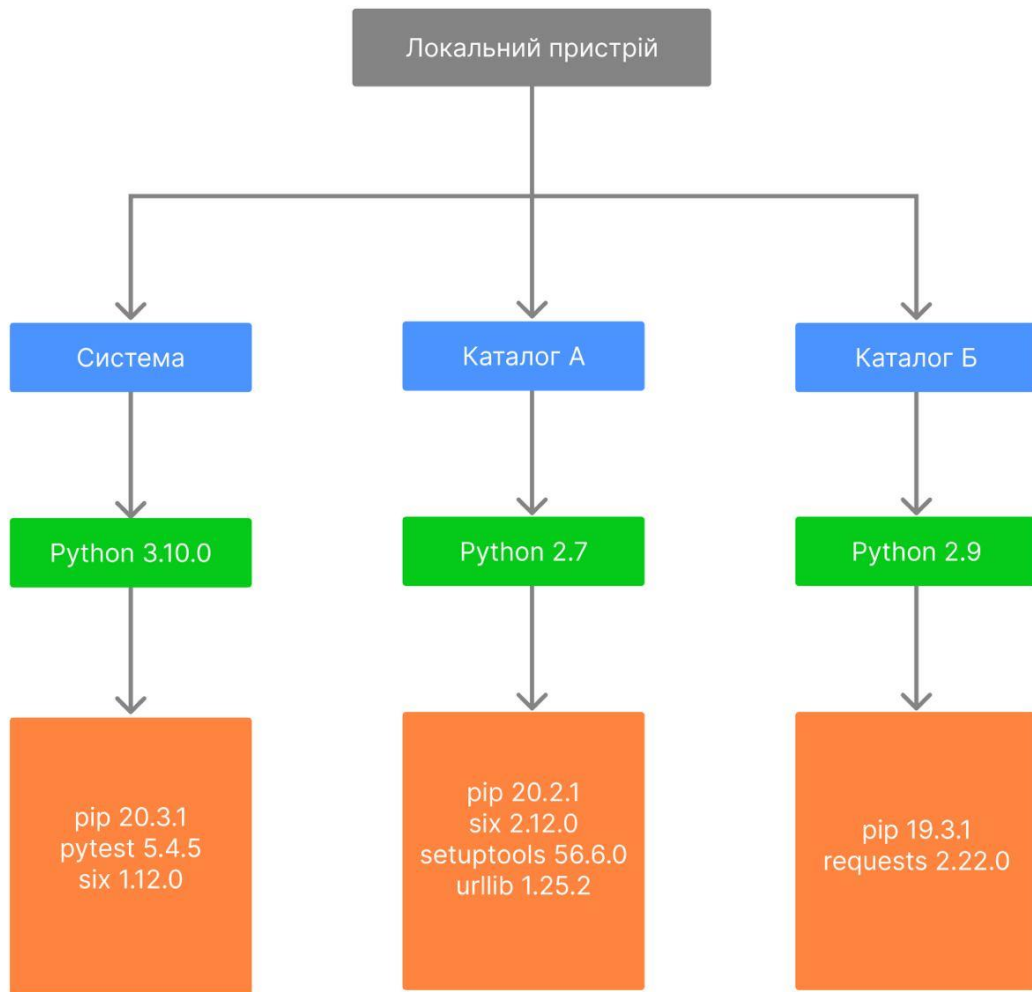 Локальний пристрій
Система
Каталог А
Каталог Б
Python 3.10.0
Python 2.7
Python 2.9
pip 20.3.1
pytest 5.4.5
six 1.12.0
pip 20.2.1
six 2.12.0
setuptools 56.6.0
urllib 1.25.2
pip 19.3.1
requests 2.22.0